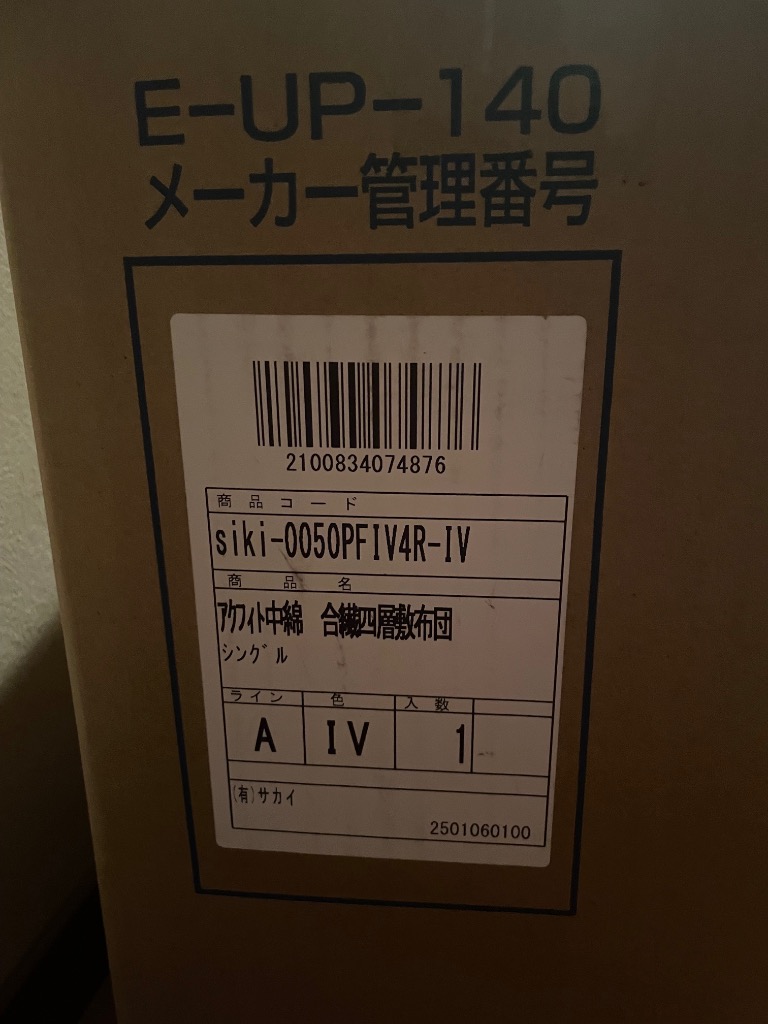 E-UP-140
メーカー管理番号
2100834074876
商品コード
siki-0050PFIV4R-IV
商品名
ｱｸﾌｨﾄ中綿 合繊四層敷布団
ｼﾝｸﾞﾙ
ライン 色 入数
A IV 1
(有)サカイ
2501060100